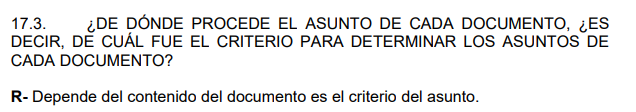 17.3. ¿DE DÓNDE PROCEDE EL ASUNTO DE CADA DOCUMENTO, ¿ES
DECIR, DE CUÁL FUE EL CRITERIO PARA DETERMINAR LOS ASUNTOS DE
CADA DOCUMENTO?
R- Depende del contenido del documento es el criterio del asunto.